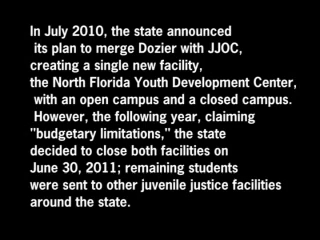 In July 2010, the state announced
its plan to merge Dozier with JJOC,
creating a single new facility,
the North Florida Youth Development Center,
with an open campus and a closed campus.
However, the following year, claiming
"budgetary limitations," the state
decided to close both facilities on
June 30, 2011; remaining students
were sent to other juvenile justice facilities
around the state.